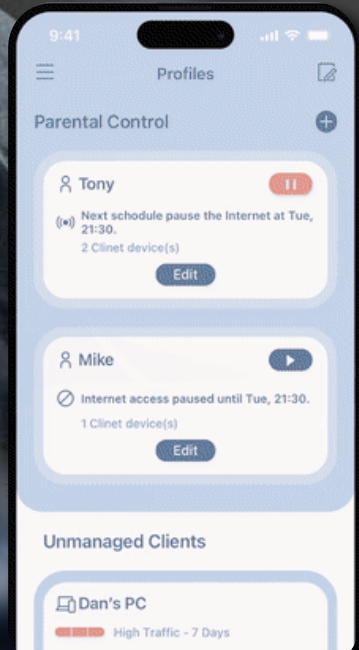 9:41
Profiles
Parental Control
Tony
Next schodule pause the Internet at Tue,
21:30.
2 Clinet device(s)
Edit
Mike
Internet access paused until Tue, 21:30.
1 Clinet device(s)
Edit
Unmanaged Clients
Dan's PC
High Traffic - 7 Days